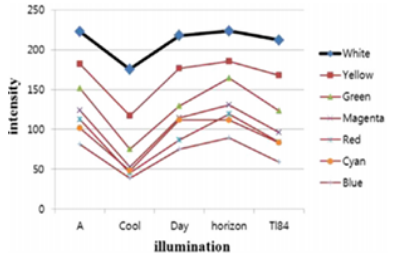 250
200
150
100
50
0
intensity
A Cool Day horizon Tl84
illumination
White
Yellow
Green
Magenta
Red
Cyan
Blue